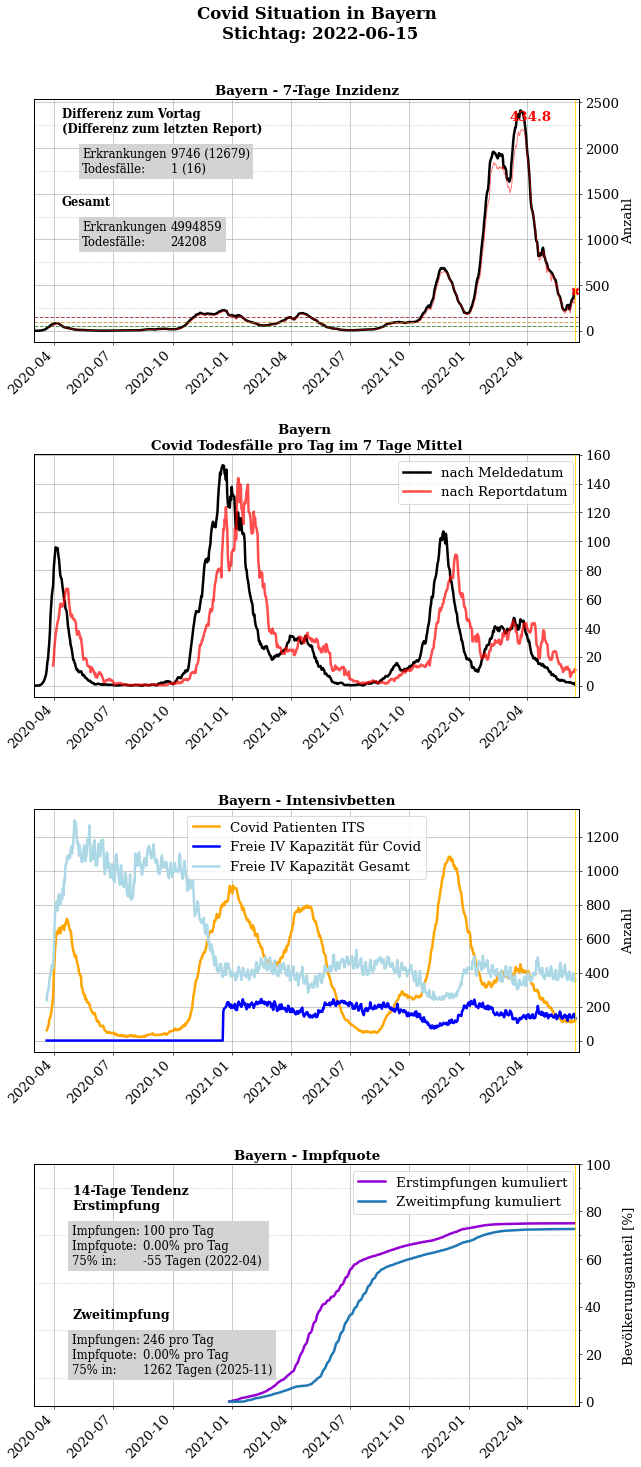 Covid Situation in Bayern
Stichtag: 2022-06-15
Bayern - 7-Tage Inzidenz
Differenz zum Vortag
(Differenz zum letzten Report)
Erkrankungen 9746 (12679)
Todesfälle: 1 (16)
Gesamt
Erkrankungen 4994859
Todesfälle: 24208
434.8
2500
2000
1500
1000
500
0
Anzahl
2020-04
2020-07
2020-10
2021-01
2021-04
2021-07
2021-10
2022-01
2022-04
Bayern
Covid Todesfälle pro Tag im 7 Tage Mittel
nach Meldedatum
nach Reportdatum
160
140
120
100
80
60
40
20
0
2020-04
2020-07
2020-10
2021-01
2021-04
2021-07
2021-10
2022-01
2022-04
Bayern - Intensivbetten
Covid Patienten ITS
Freie IV Kapazität für Covid
Freie IV Kapazität Gesamt
1200
1000
800
600
400
200
0
Anzahl
2020-04
2020-07
2020-10
2021-01
2021-04
2021-07
2021-10
2022-01
2022-04
Bayern - Impfquote
14-Tage Tendenz
Erstimpfung
Impfungen: 100 pro Tag
Impfquote: 0.00% pro Tag
75% in: -55 Tagen (2022-04)
Zweitimpfung
Impfungen: 246 pro Tag
Impfquote: 0.00% pro Tag
75% in: 1262 Tagen (2025-11)
Erstimpfungen kumuliert
Zweitimpfung kumuliert
100
80
60
40
20
0
Bevölkerungsanteil [%]
2020-04
2020-07
2020-10
2021-01
2021-04
2021-07
2021-10
2022-01
2022-04